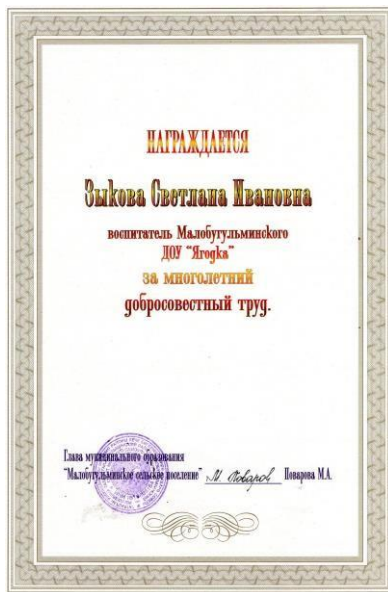 НАГРАЖДАЕТСЯ
Зыкова Светлана Ивановна
воспитатель Малобугульминского
ДОУ "Ягодка"
за многолетний
добросовестный труд.
Глава муниципального образования
"Малобугульминское сельское поселение" М. Поваров Поварова М.А.